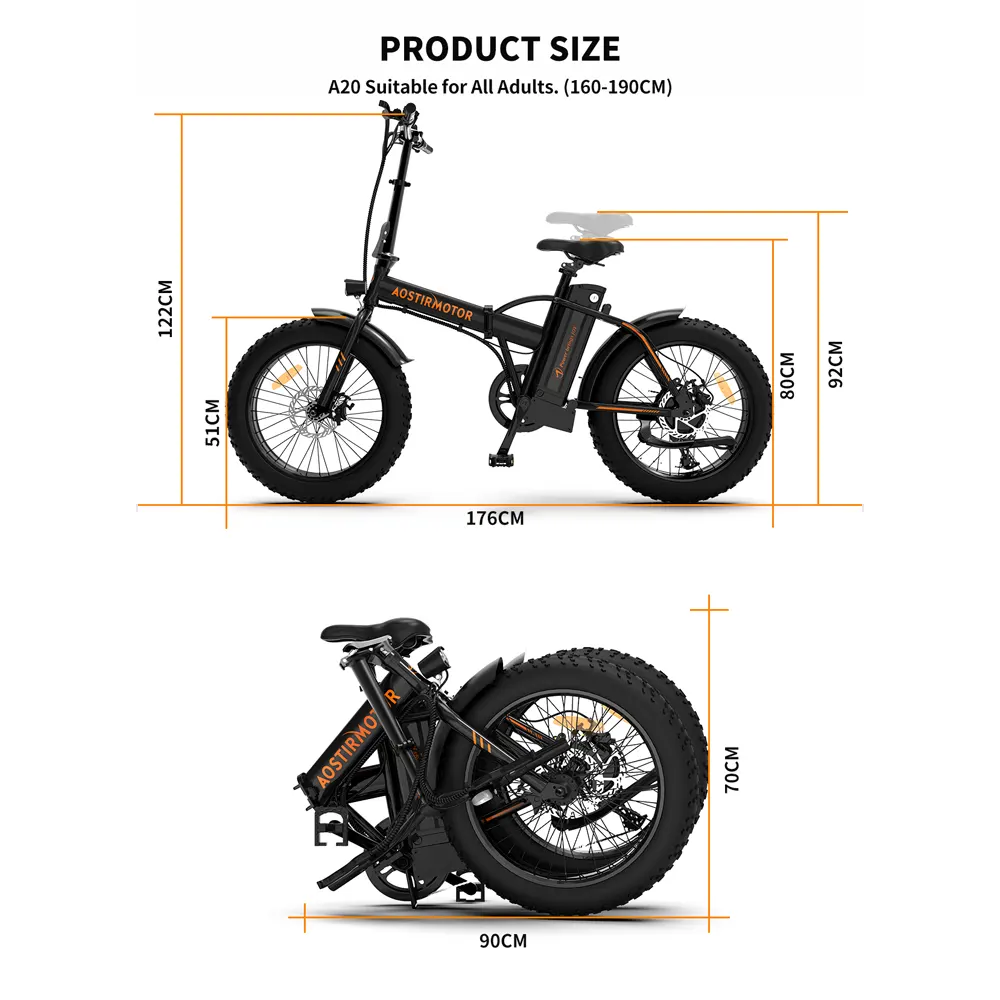 PRODUCT SIZE
A20 Suitable for All Adults. (160-190CM)
122CM
AOSTIRMOTOR
51CM
80CM
92CM
176CM
AOSTIRMOTOR
70CM
90CM